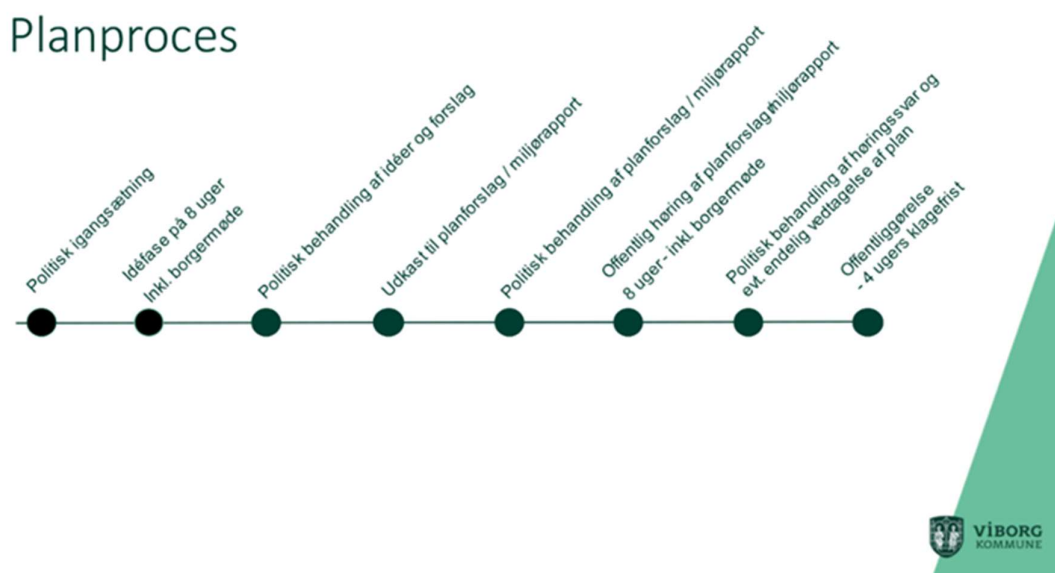 Planproces
Politisk igangsætning
Idéfase på 8 uger
Inkl. borgermøde
Politisk behandling af idéer og forslag
Udkast til planforslag / miljørapport
Politisk behandling af planforslag / miljørapport
Offentlig høring af planforslag/miljørapport
8 uger - inkl. borgermøde
Politisk behandling af høringssvar og
evt. endelig vedtagelse af plan
Offentliggørelse
- 4 ugers klagefrist
VIBORG
KOMMUNE